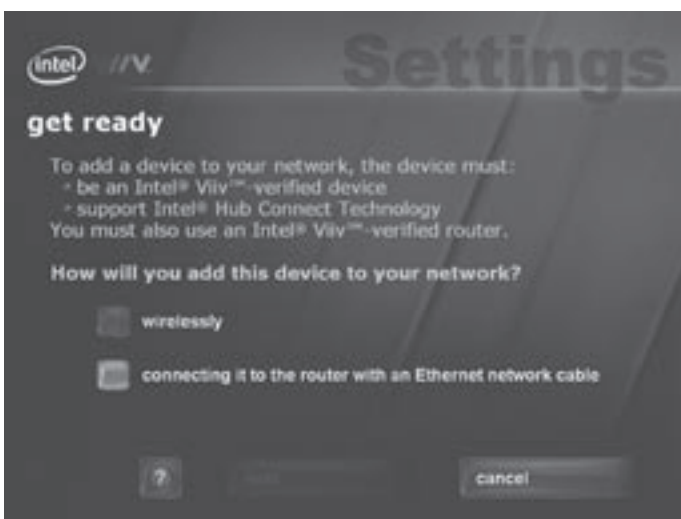 intel
Settings
get ready
To add a device to your network, the device must:
be an Intel® Viiv™-verified device
support Intel® Hub Connect Technology
You must also use an Intel® Viiv™-verified router.
How will you add this device to your network?
wirelessly
connecting it to the router with an Ethernet network cable
?
cancel